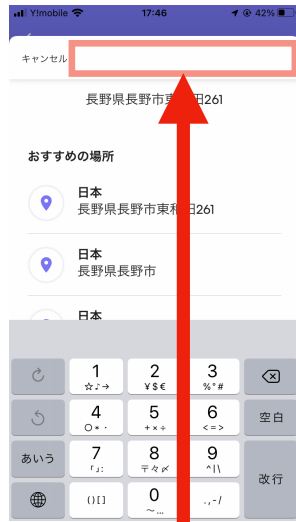 Y!mobile 17:46 42%
キャンセル
長野県長野市東和田261
おすすめの場所
日本
長野県長野市東和田261
日本
長野県長野市
日本
1 2 3
☆♪→ ¥$€ %°#
4 5 6 空白
○*・ +×÷ <=>
あいう 7 8 9 改行
「」: 〒々〆 ^|\
()[] 0 .,-/
〜…